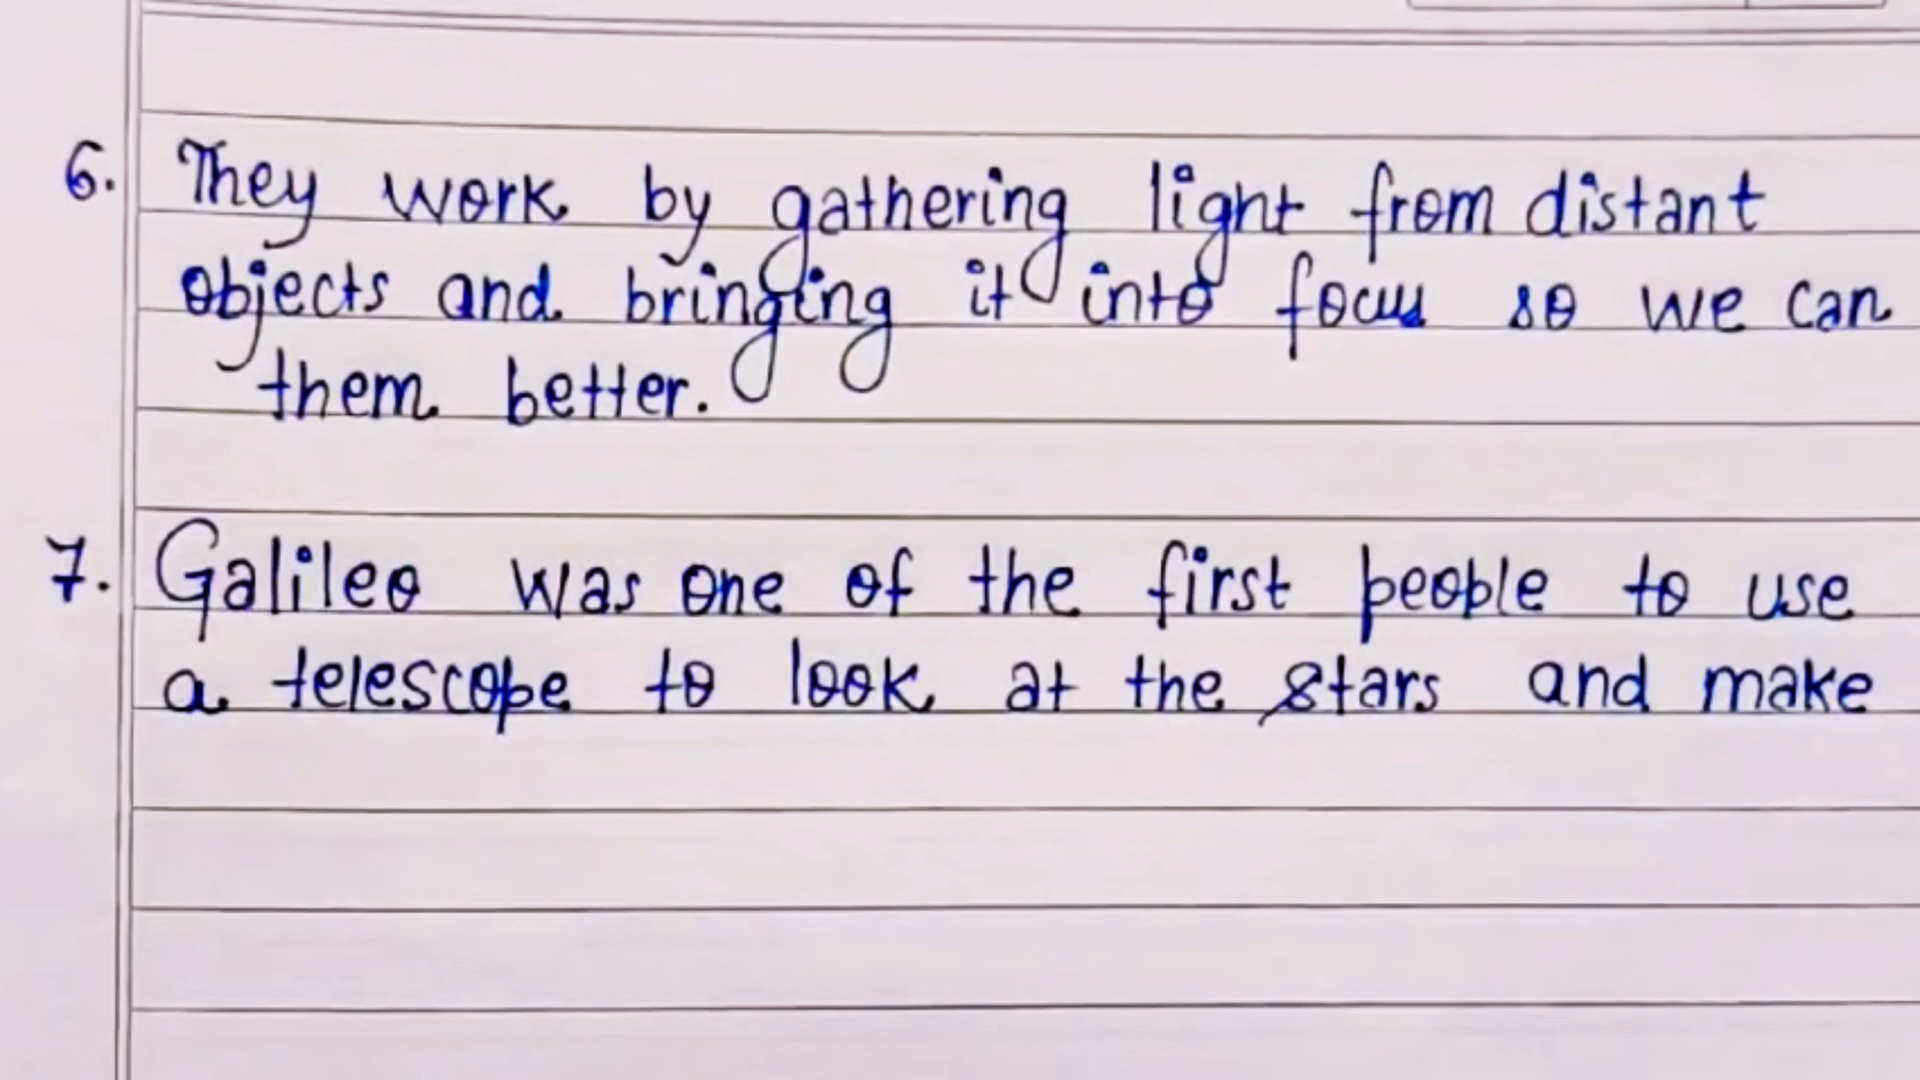 6. They work by gathering light from distant
objects and bringing it into focus so we can
them better.
7. Galileo was one of the first people to use
a telescope to look at the stars and make